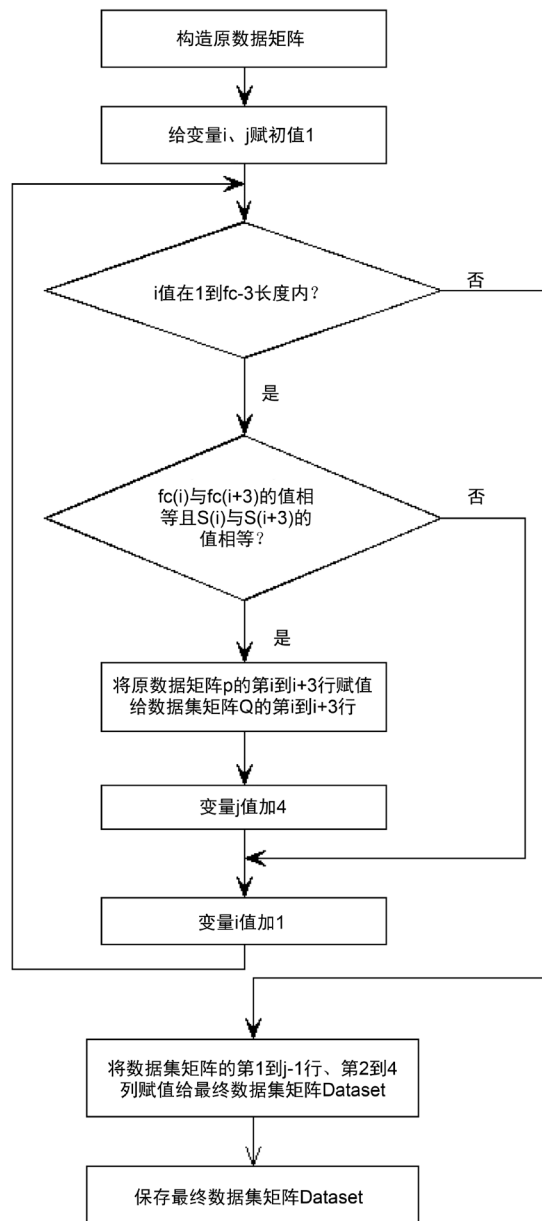 构造原数据矩阵
给变量i、j赋初值1
i值在1到fc-3长度内?
否
是
fc(i)与fc(i+3)的值相
等且S(i)与S(i+3)的
值相等?
否
是
将原数据矩阵p的第i到i+3行赋值
给数据集矩阵Q的第i到i+3行
变量j值加4
变量i值加1
将数据集矩阵的第1到j-1行、第2到4
列赋值给最终数据集矩阵Dataset
保存最终数据集矩阵Dataset